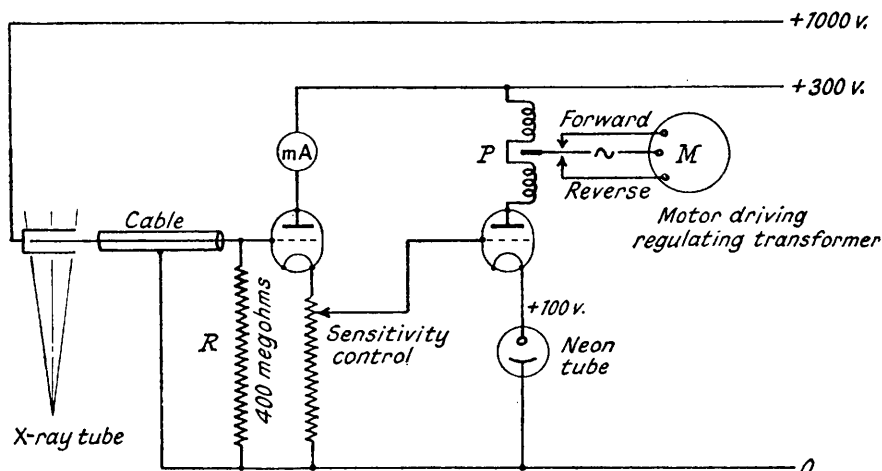 +1000 v.
+300 v.
mA
P
Forward
~
M
Reverse
Motor driving
regulating transformer
Cable
R
400 megohms
Sensitivity
control
+100 v.
Neon
tube
X-ray tube
0